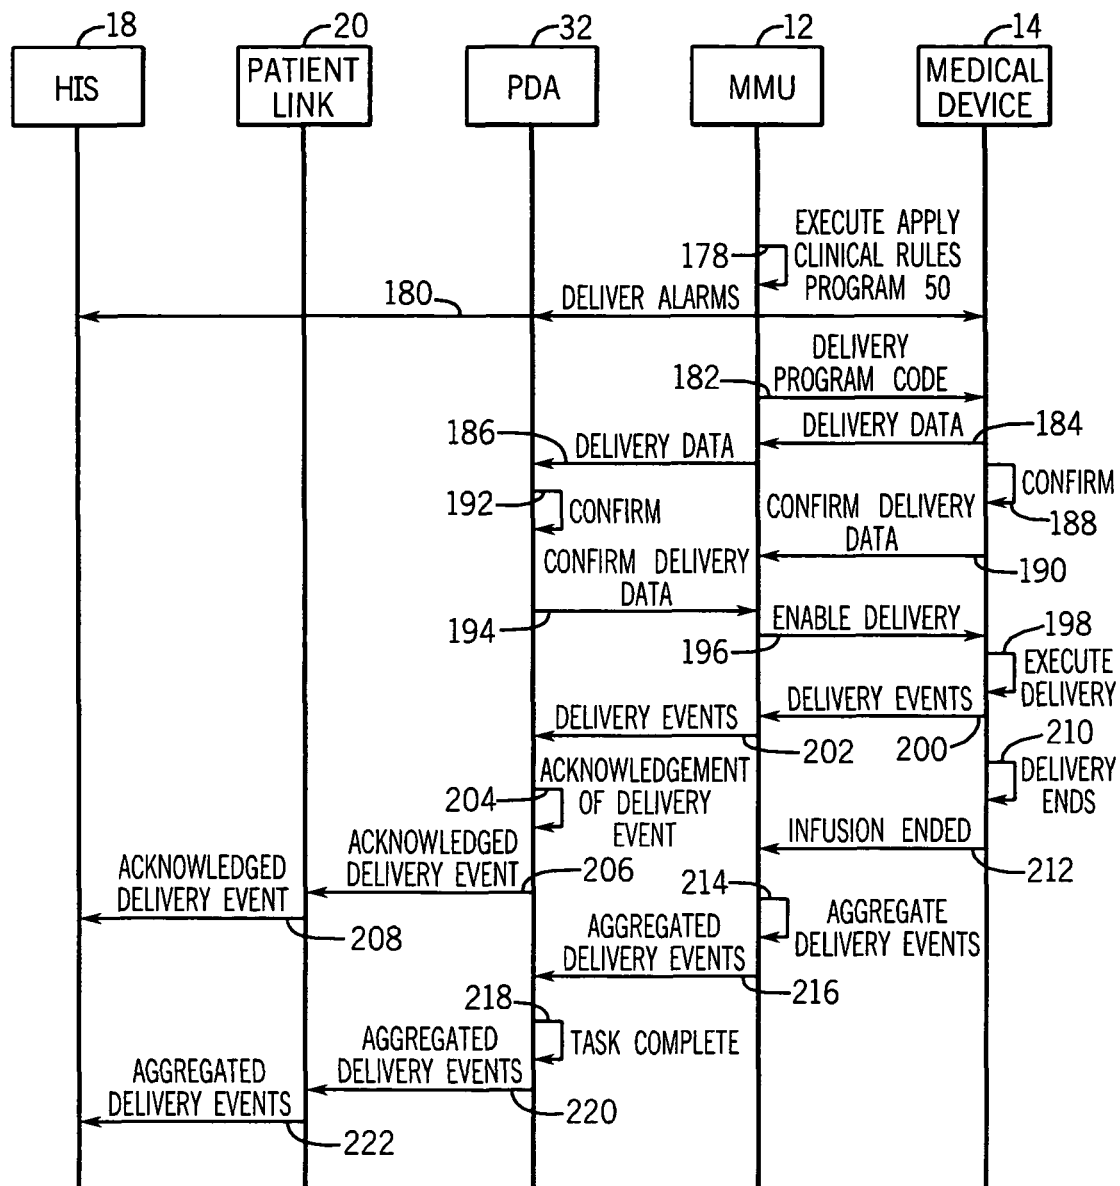 18
20
32
12
14
HIS
PATIENT
LINK
PDA
MMU
MEDICAL
DEVICE
EXECUTE APPLY
178
CLINICAL RULES
PROGRAM 50
180
DELIVER ALARMS
DELIVERY
182
PROGRAM CODE
DELIVERY DATA
184
186
DELIVERY DATA
192
CONFIRM
CONFIRM
188
CONFIRM DELIVERY
DATA
190
CONFIRM DELIVERY
DATA
194
ENABLE DELIVERY
196
198
EXECUTE
DELIVERY
DELIVERY EVENTS
200
DELIVERY EVENTS
202
210
DELIVERY
ENDS
204
ACKNOWLEDGEMENT
OF DELIVERY
EVENT
INFUSION ENDED
212
ACKNOWLEDGED
DELIVERY EVENT
206
ACKNOWLEDGED
DELIVERY EVENT
208
214
AGGREGATE
DELIVERY EVENTS
AGGREGATED
DELIVERY EVENTS
216
218
TASK COMPLETE
AGGREGATED
DELIVERY EVENTS
220
AGGREGATED
DELIVERY EVENTS
222